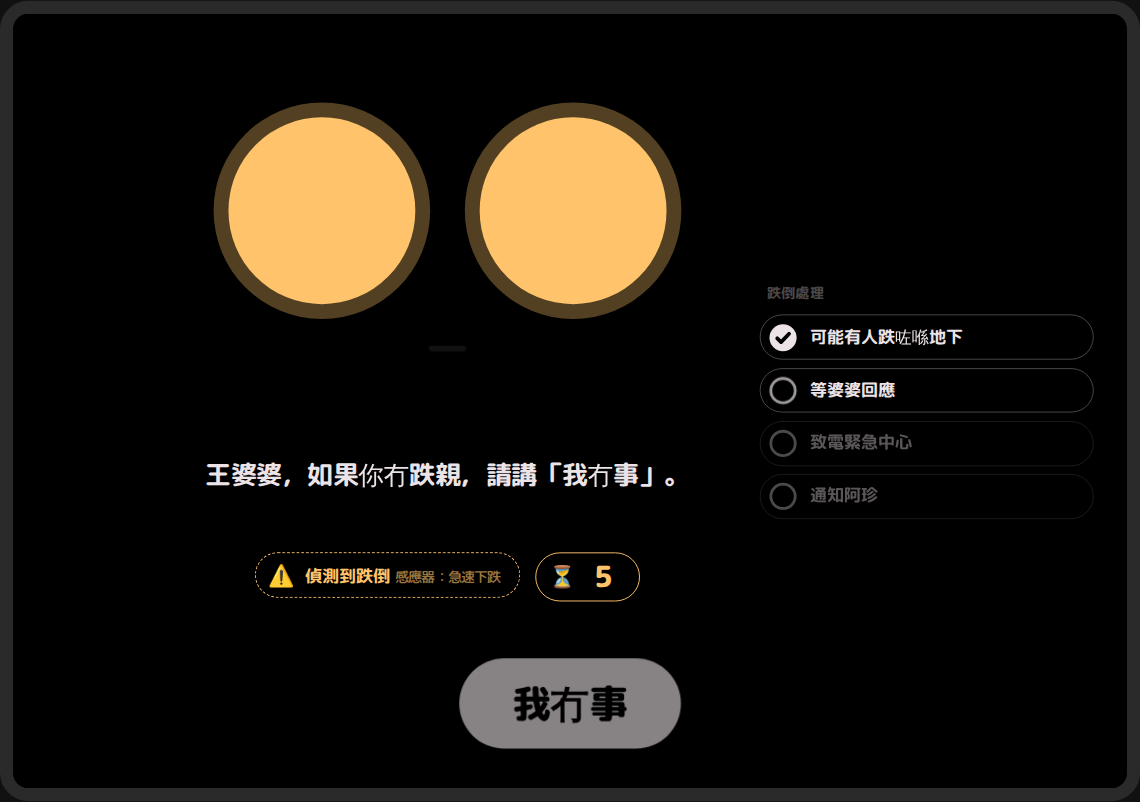 跌倒處理
可能有人跌咗喺地下
等婆婆回應
致電緊急中心
通知阿珍
王婆婆，如果你冇跌親，請講「我冇事」。
⚠️ 偵測到跌倒 感應器：急速下跌
⏳ 5
我冇事